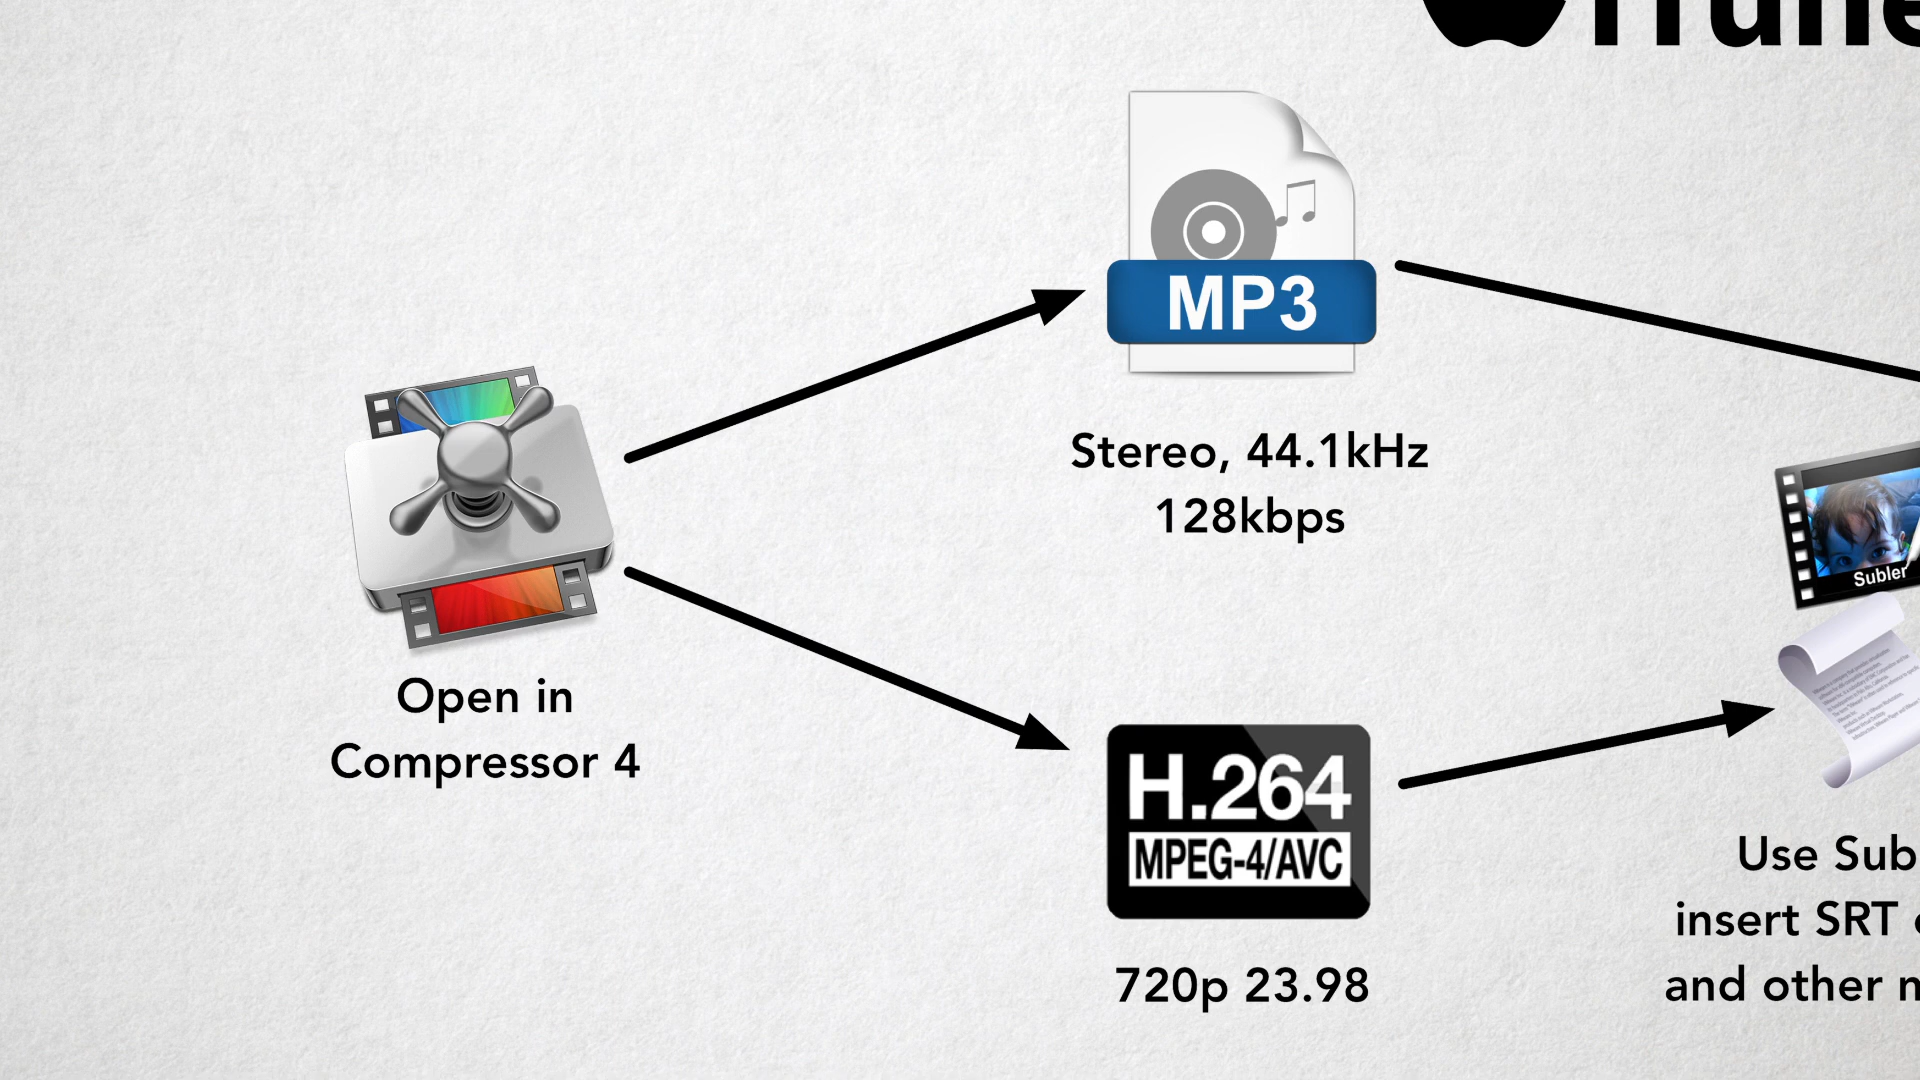 MP3
Stereo, 44.1kHz
128kbps
Open in
Compressor 4
H.264
MPEG-4/AVC
720p 23.98
Subler
Use
insert SRT
and other